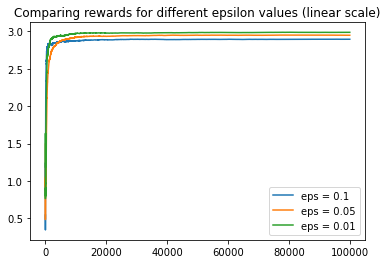 Comparing rewards for different epsilon values (linear scale)
3.0
2.5
2.0
1.5
1.0
0.5
eps = 0.1
eps = 0.05
eps = 0.01
0 20000 40000 60000 80000 100000